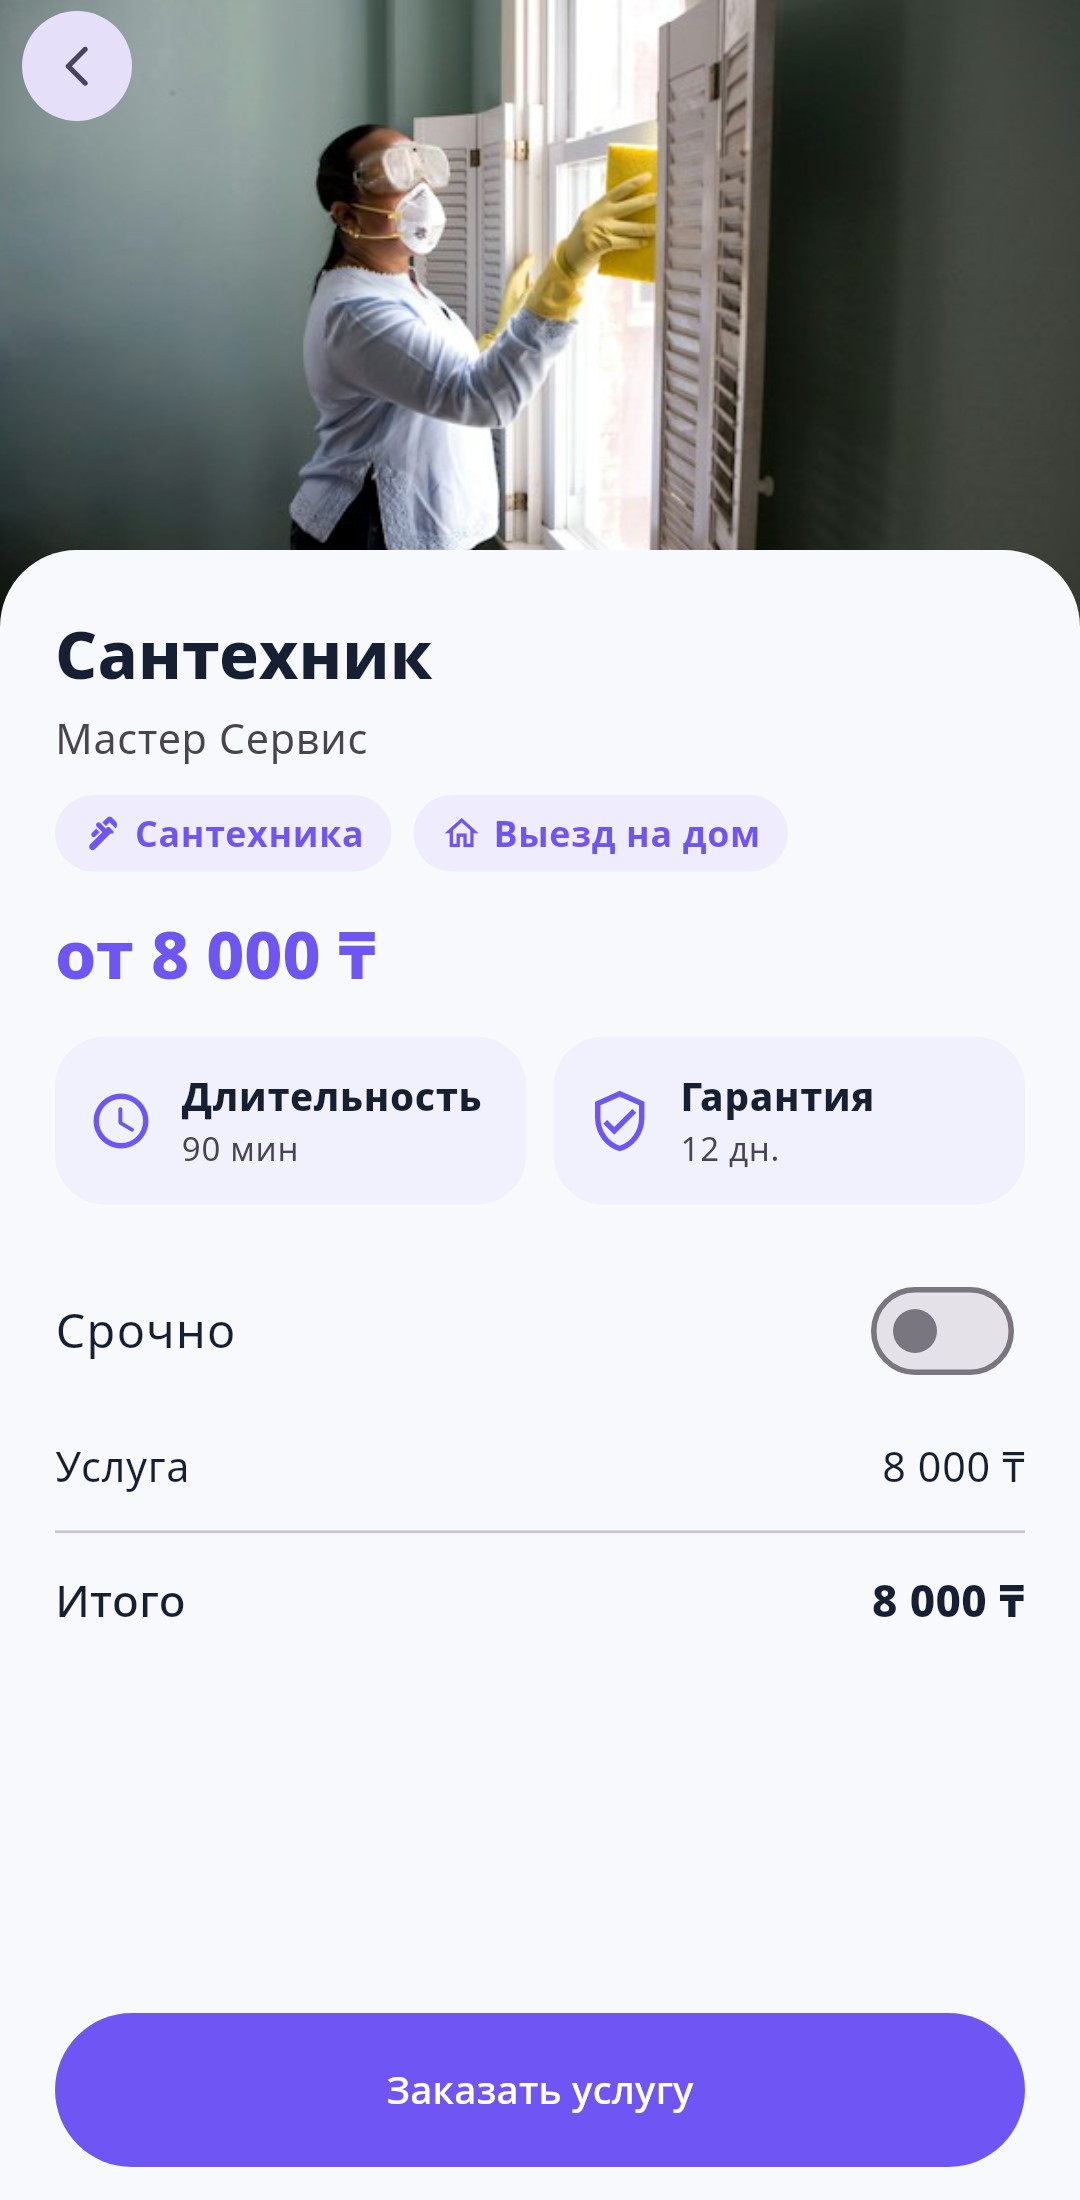 Сантехник
Мастер Сервис
Сантехника
Выезд на дом
от 8 000 ₸
Длительность
90 мин
Гарантия
12 дн.
Срочно
Услуга 8 000 ₸
Итого 8 000 ₸
Заказать услугу